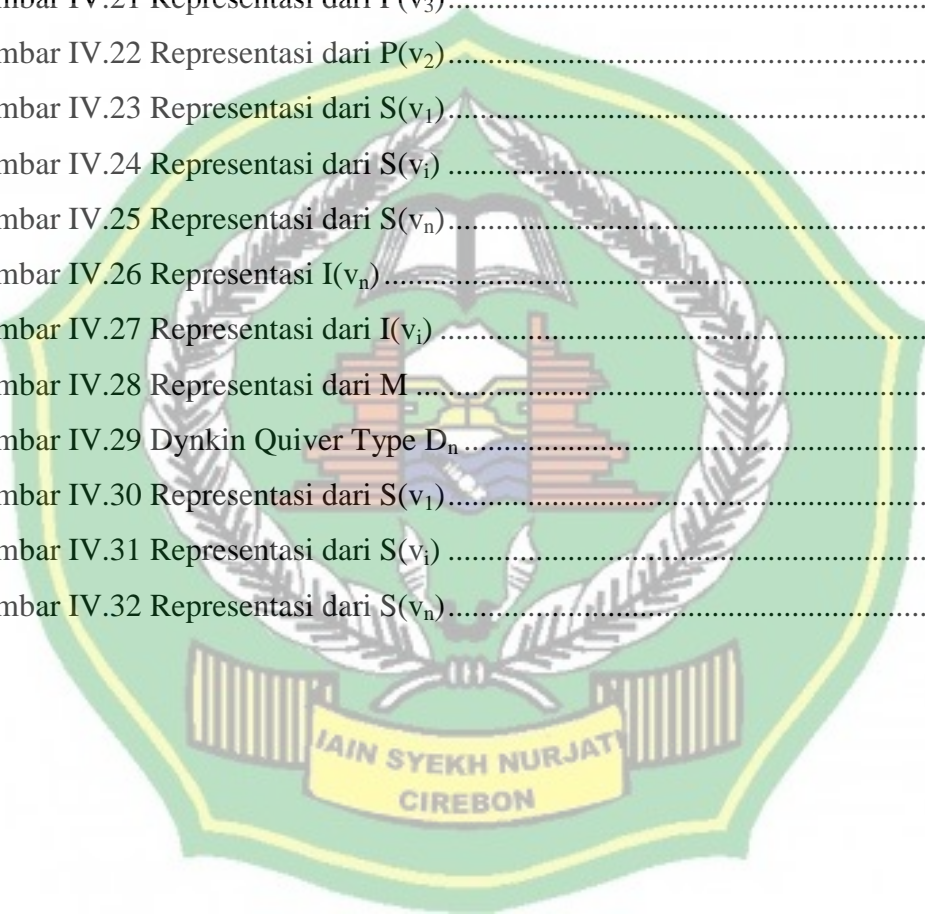 mbar IV.21 Representasi dari P(v₃)
mbar IV.22 Representasi dari P(v₂)
mbar IV.23 Representasi dari S(v₁)
mbar IV.24 Representasi dari S(vᵢ)
mbar IV.25 Representasi dari S(vₙ)
mbar IV.26 Representasi I(vₙ)
mbar IV.27 Representasi dari I(vᵢ)
mbar IV.28 Representasi dari M
mbar IV.29 Dynkin Quiver Type Dₙ
mbar IV.30 Representasi dari S(v₁)
mbar IV.31 Representasi dari S(vᵢ)
mbar IV.32 Representasi dari S(vₙ)
IAIN SYEKH NURJATI
CIREBON